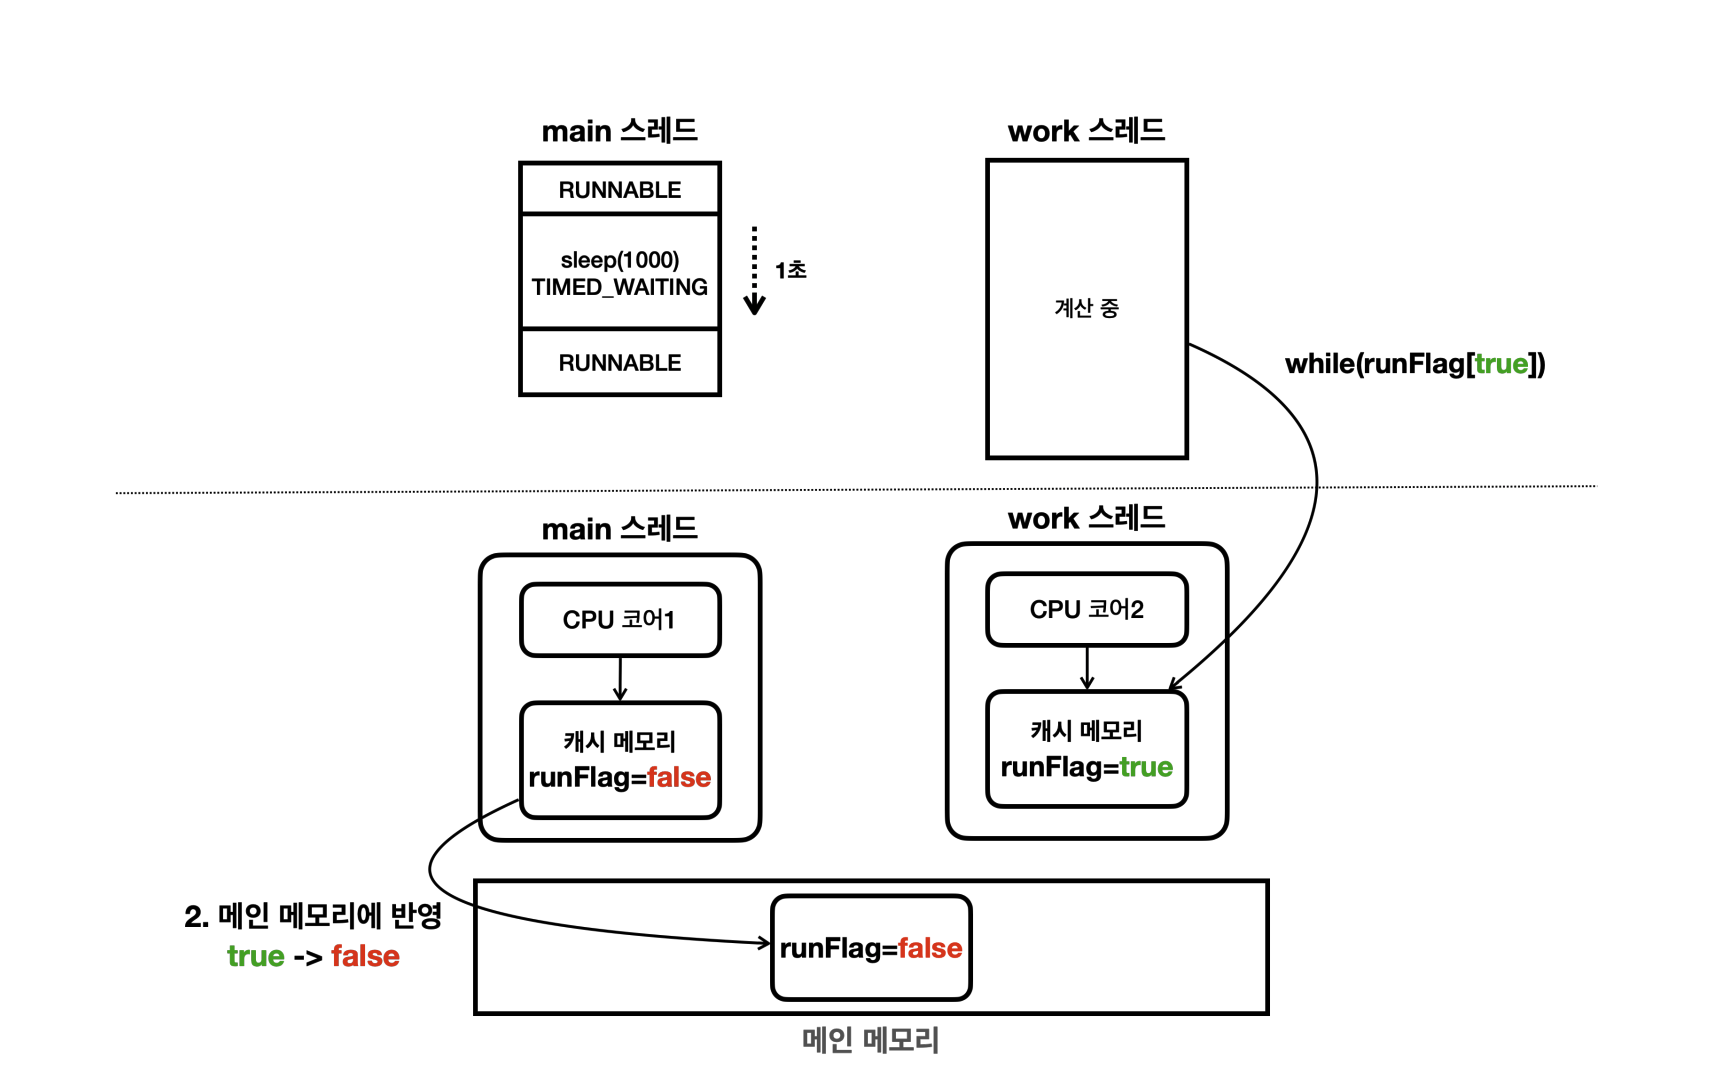 main 스레드
work 스레드
RUNNABLE
sleep(1000)
TIMED_WAITING
1초
RUNNABLE
계산 중
while(runFlag[true])
main 스레드
work 스레드
CPU 코어1
CPU 코어2
캐시 메모리
runFlag=false
캐시 메모리
runFlag=true
2. 메인 메모리에 반영
true -> false
runFlag=false
메인 메모리